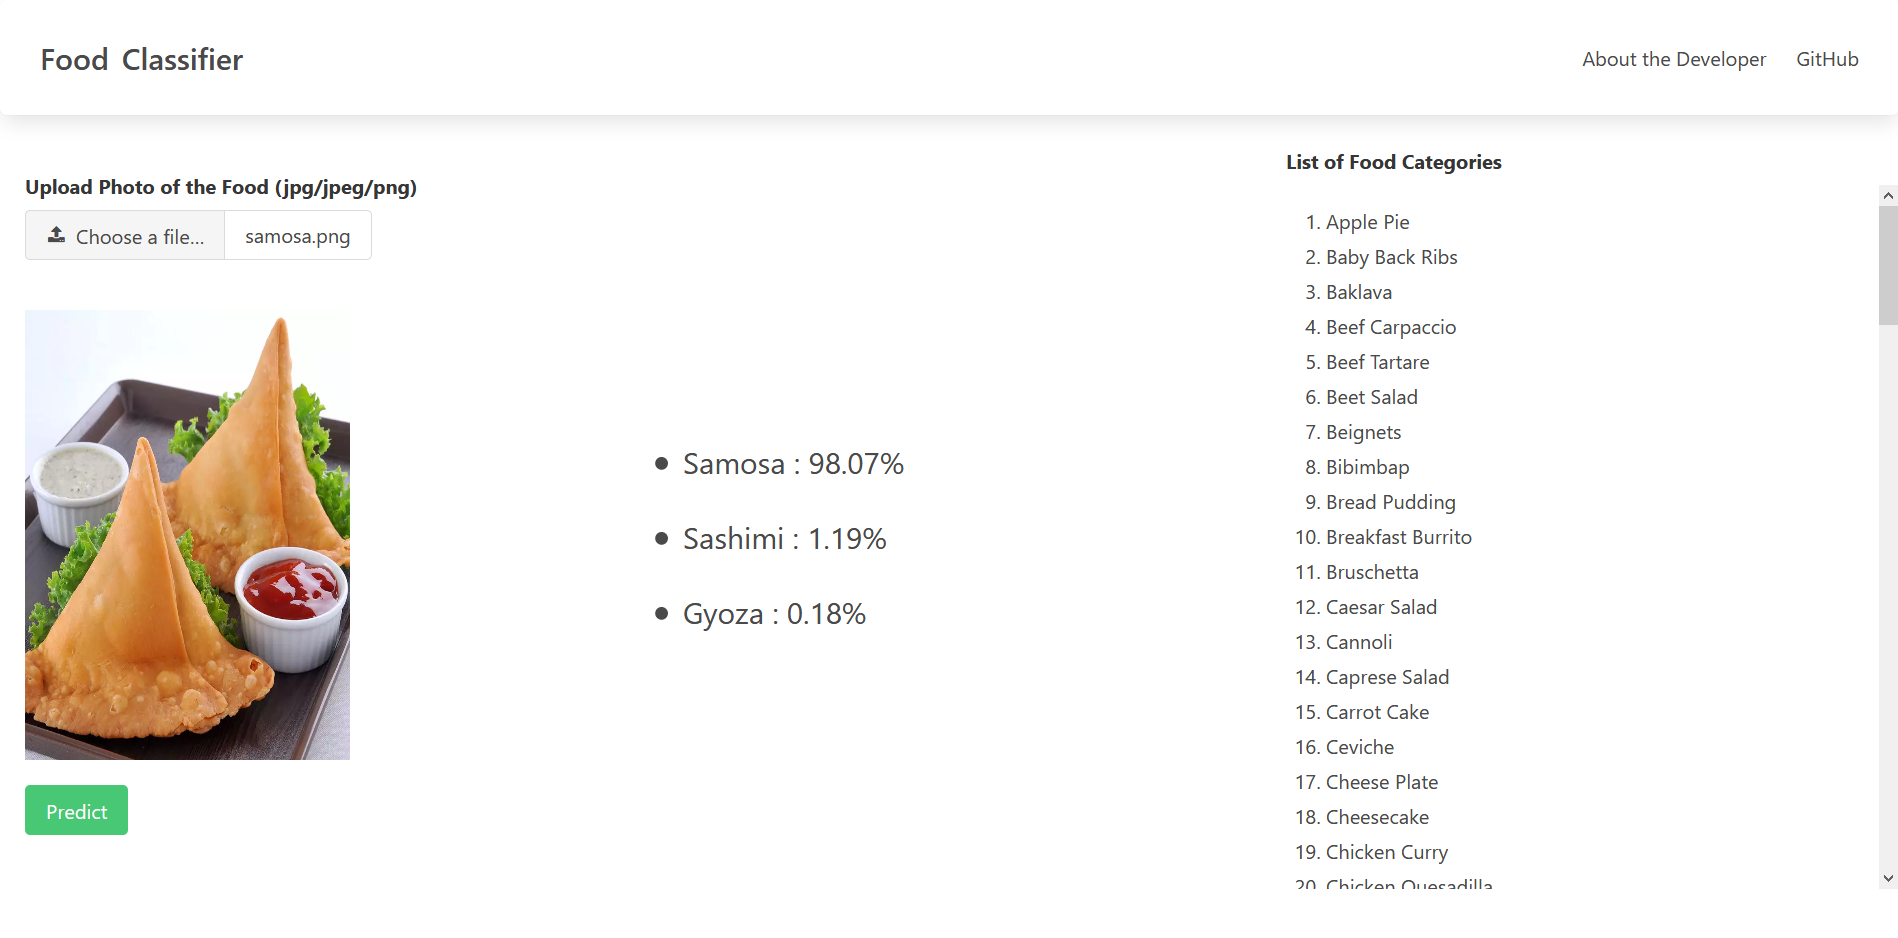 Food Classifier
About the Developer
GitHub
Upload Photo of the Food (jpg/jpeg/png)
Choose a file...
samosa.png
Samosa : 98.07%
Sashimi : 1.19%
Gyoza : 0.18%
Predict
List of Food Categories
1. Apple Pie
2. Baby Back Ribs
3. Baklava
4. Beef Carpaccio
5. Beef Tartare
6. Beet Salad
7. Beignets
8. Bibimbap
9. Bread Pudding
10. Breakfast Burrito
11. Bruschetta
12. Caesar Salad
13. Cannoli
14. Caprese Salad
15. Carrot Cake
16. Ceviche
17. Cheese Plate
18. Cheesecake
19. Chicken Curry
20. Chicken Quesadilla